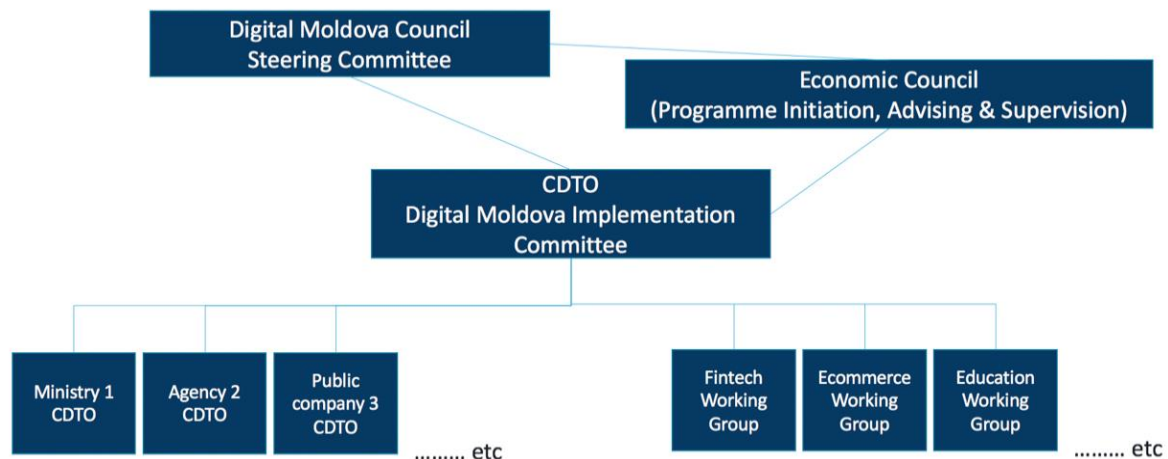 Digital Moldova Council
Steering Committee
Economic Council
(Programme Initiation, Advising & Supervision)
CDTO
Digital Moldova Implementation
Committee
Ministry 1
CDTO
Agency 2
CDTO
Public
company 3
CDTO
......... etc
Fintech
Working
Group
Ecommerce
Working
Group
Education
Working
Group
......... etc